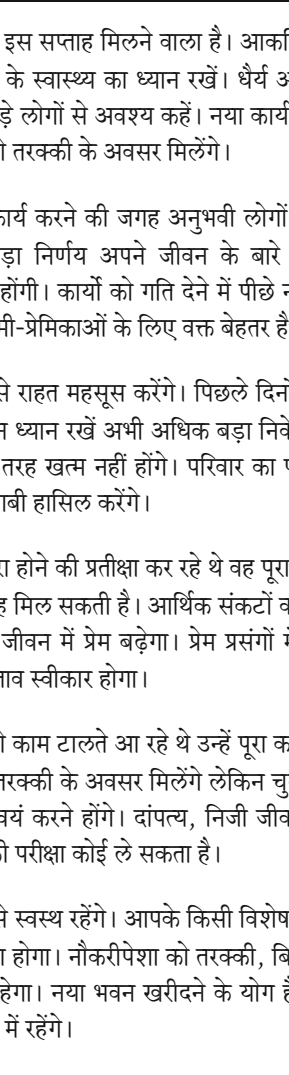 इस सप्ताह मिलने वाला है। आकसि
के स्वास्थ्य का ध्यान रखें। धैर्य अ
लोगों से अवश्य कहें। नया कार्य
तरक्की के अवसर मिलेंगे।
कार्य करने की जगह अनुभवी लोगों
निर्णय अपने जीवन के बारे
होंगी। कार्यो को गति देने में पीछे
मी-प्रेमिकाओं के लिए वक्त बेहतर है
से राहत महसूस करेंगे। पिछले दिनो
ध्यान रखें अभी अधिक बड़ा निवे
तरह खत्म नहीं होंगे। परिवार का
हासिल करेंगे।
होने की प्रतीक्षा कर रहे थे वह पूरा
मिल सकती है। आर्थिक संकटों
जीवन में प्रेम बढ़ेगा। प्रेम प्रसंगों
स्वीकार होगा।
काम टालते आ रहे थे उन्हें पूरा क
तरक्की के अवसर मिलेंगे लेकिन चु
करने होंगे। दांपत्य, निजी जीव
परीक्षा कोई ले सकता है।
से स्वस्थ रहेंगे। आपके किसी विशेष
होगा। नौकरीपेशा को तरक्की, बि
नया भवन खरीदने के योग है
में रहेंगे।